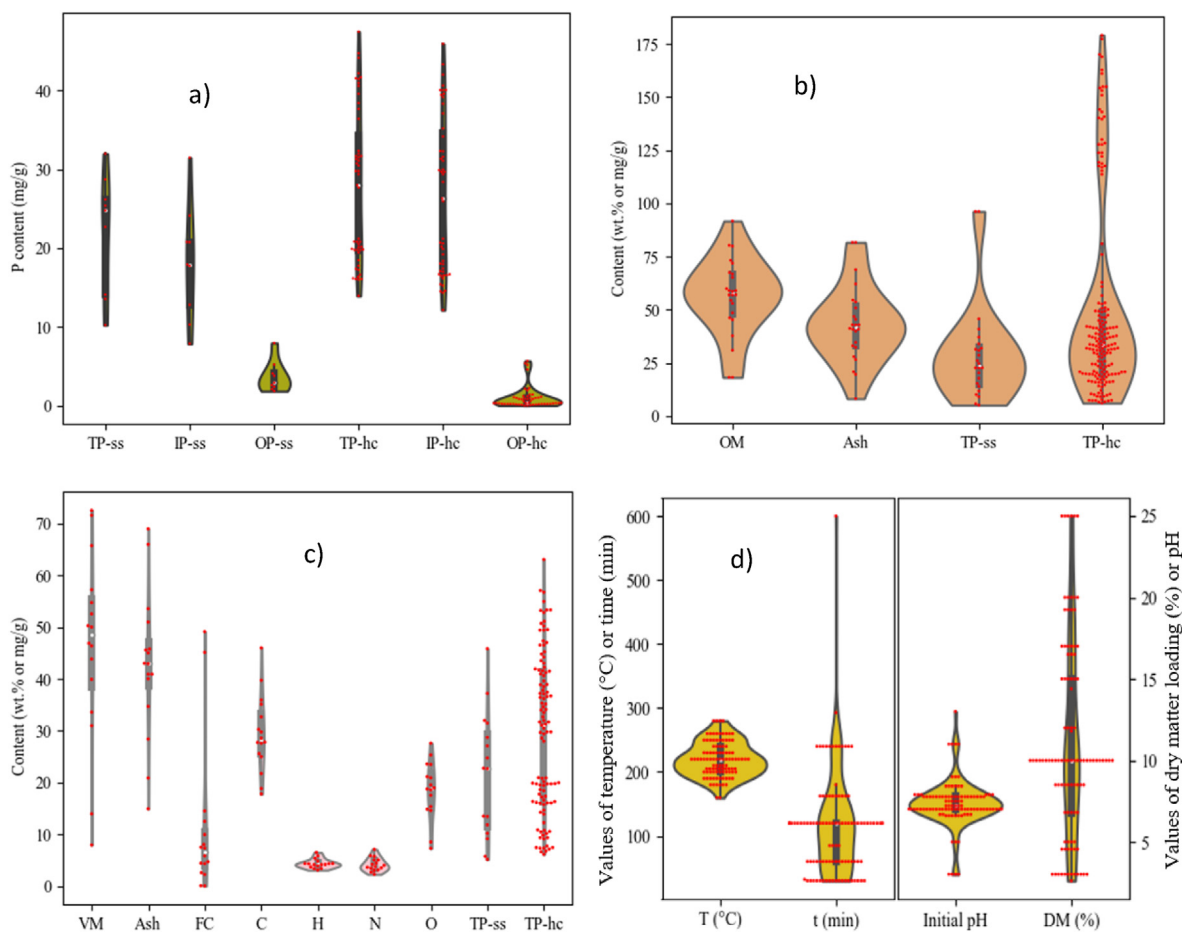 a)
P content (mg/g)
40
30
20
10
0
TP-ss IP-ss OP-ss TP-hc IP-hc OP-hc
b)
Content (wt.% or mg/g)
175
150
125
100
75
50
25
0
OM Ash TP-ss TP-hc
c)
Content (wt.% or mg/g)
70
60
50
40
30
20
10
0
VM Ash FC C H N O TP-ss TP-hc
d)
Values of temperature (°C) or time (min)
600
500
400
300
200
100
T (°C) t (min) Initial pH DM (%)
25
20
15
10
5
Values of dry matter loading (%) or pH